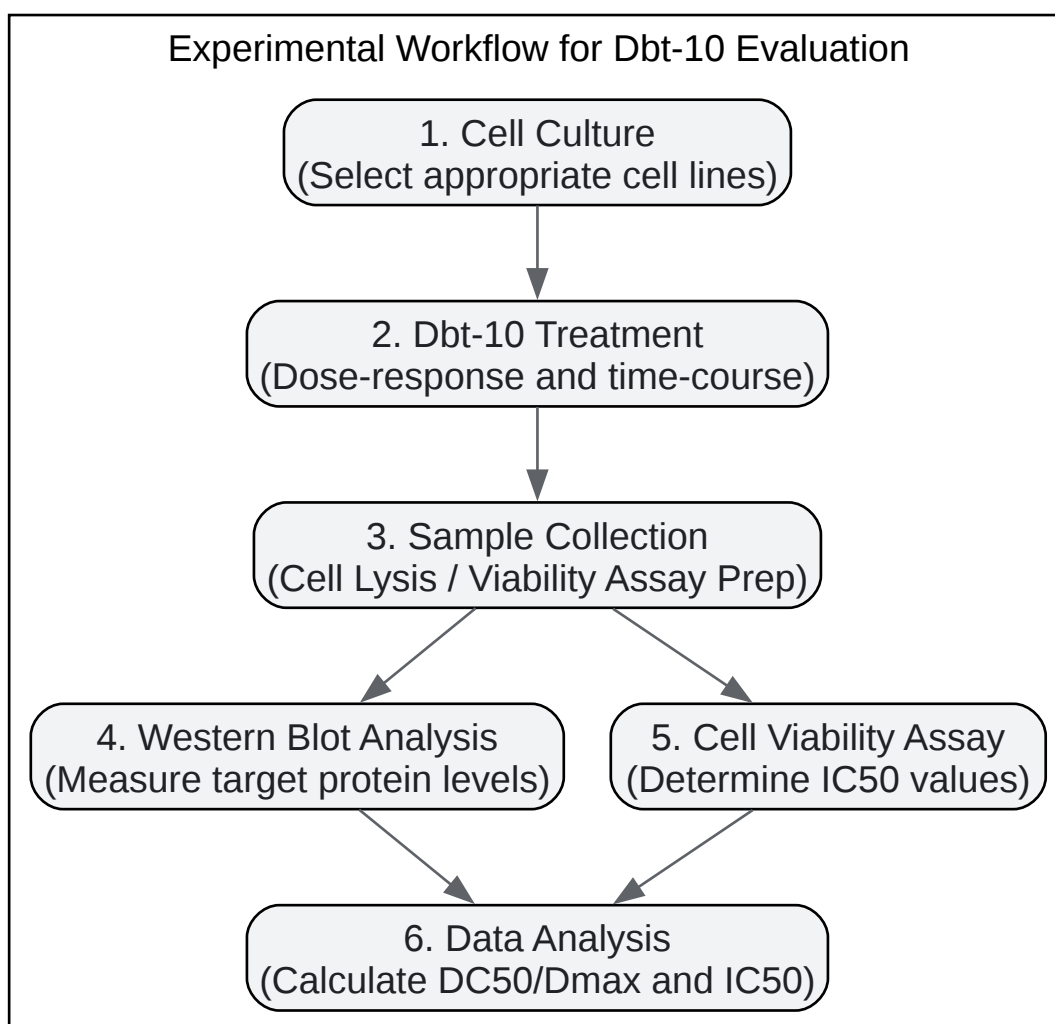 Experimental Workflow for Dbt-10 Evaluation
1. Cell Culture
(Select appropriate cell lines)
2. Dbt-10 Treatment
(Dose-response and time-course)
3. Sample Collection
(Cell Lysis / Viability Assay Prep)
4. Western Blot Analysis
(Measure target protein levels)
5. Cell Viability Assay
(Determine IC50 values)
6. Data Analysis
(Calculate DC50/Dmax and IC50)